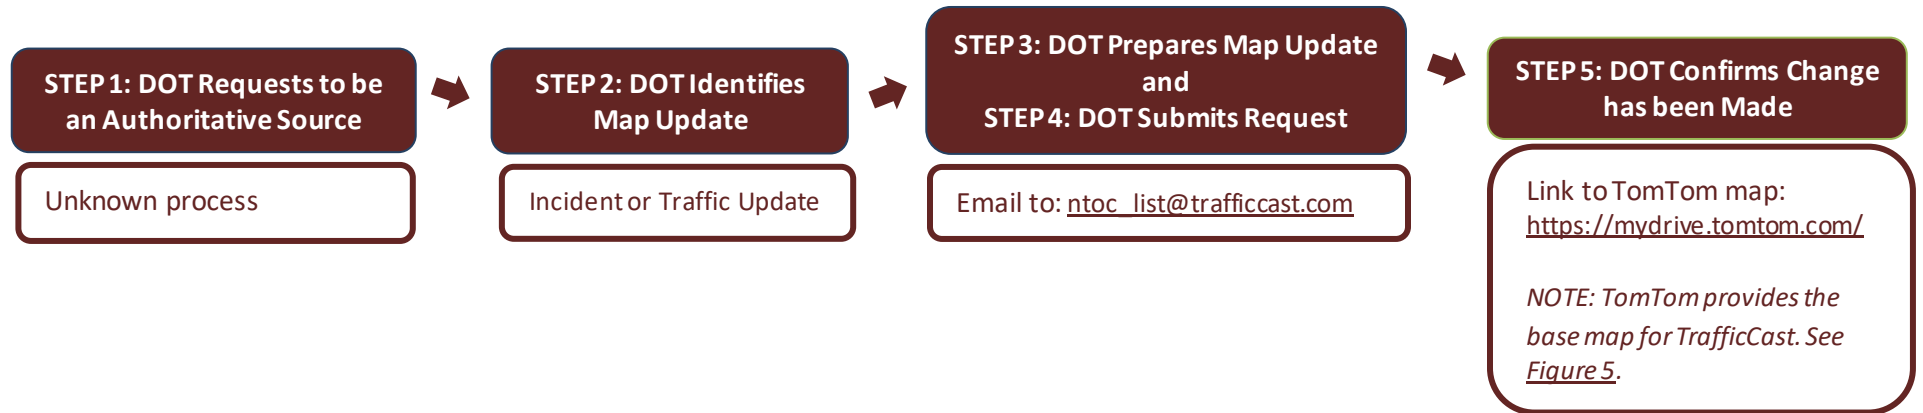 STEP 1: DOT Requests to be
an Authoritative Source
Unknown process
STEP 2: DOT Identifies
Map Update
Incident or Traffic Update
STEP 3: DOT Prepares Map Update
and
STEP 4: DOT Submits Request
Email to: ntoc_list@trafficcast.com
STEP 5: DOT Confirms Change
has been Made
Link to TomTom map:
https://mydrive.tomtom.com/
NOTE: TomTom provides the
base map for TrafficCast. See
Figure 5.